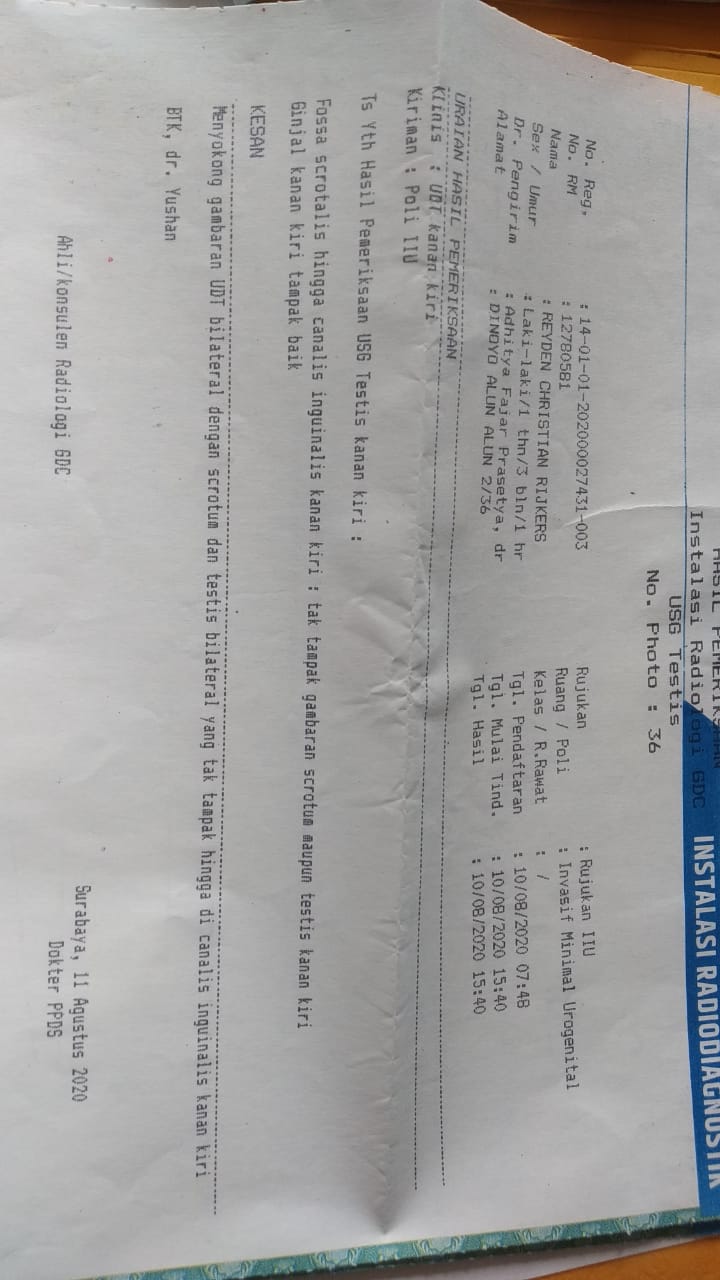 INSTALASI RADIODIAGNOSTIK
HASIL PEMERIKSAAN
Instalasi Radiologi GDC
USG Testis
No. Photo : 36
No. Reg. : 14-01-01-202000027431-003
No. RM : 12780581
Nama : REYDEN CHRISTIAN RIJKERS
Sex / Umur : Laki-laki/1 thn/3 bln/1 hr
Dr. Pengirim : Adhitya Fajar Prasetya, dr
Alamat : DINOYO ALUN ALUN 2/36
Rujukan : Rujukan IIU
Ruang / Poli : Invasif Minimal Urogenital
Kelas / R.Rawat : /
Tgl. Pendaftaran : 10/08/2020 07:48
Tgl. Mulai Tind. : 10/08/2020 15:40
Tgl. Hasil : 10/08/2020 15:40
URAIAN HASIL PEMERIKSAAN
Klinis : UDT kanan kiri
Kiriman : Poli IIU
Ts Yth Hasil Pemeriksaan USG Testis kanan kiri :
Fossa scrotalis hingga canalis inguinalis kanan kiri : tak tampak gambaran scrotum maupun testis kanan kiri
Ginjal kanan kiri tampak baik
KESAN
Menyokong gambaran UDT bilateral dengan scrotum dan testis bilateral yang tak tampak hingga di canalis inguinalis kanan kiri
BTK, dr. Yushan
Surabaya, 11 Agustus 2020
Ahli/konsulen Radiologi GDC
Dokter PPDS